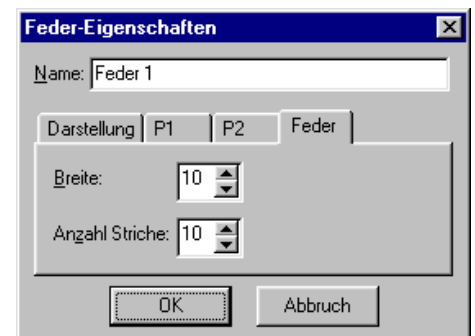 Feder-Eigenschaften
Name: Feder 1
Darstellung P1 P2 Feder
Breite: 10
Anzahl Striche: 10
OK Abbruch